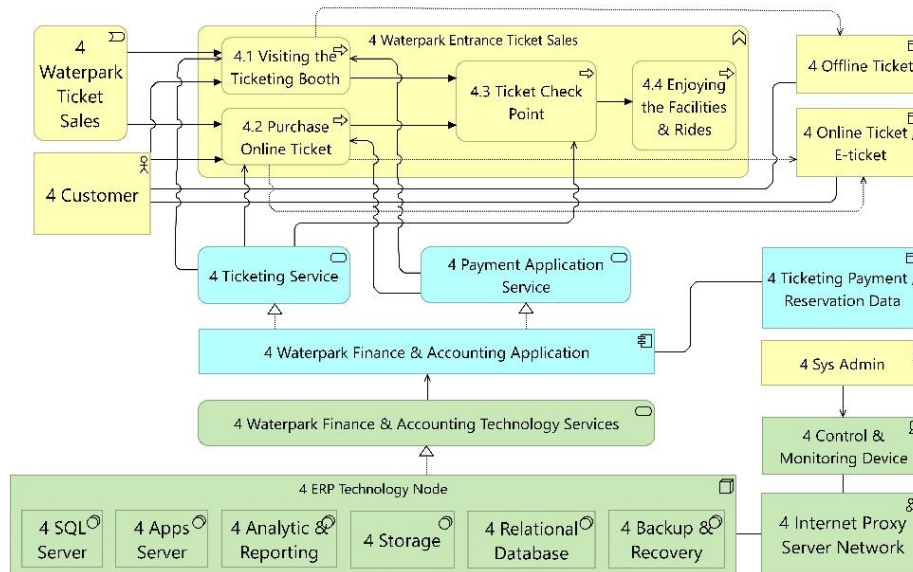 4
Waterpark
Ticket
Sales
4 Customer
4 Waterpark Entrance Ticket Sales
4.1 Visiting the
Ticketing Booth
4.2 Purchase
Online Ticket
4.3 Ticket Check
Point
4.4 Enjoying
the Facilities
& Rides
4 Offline Ticket
4 Online Ticket /
E-ticket
4 Ticketing Service
4 Payment Application
Service
4 Ticketing Payment /
Reservation Data
4 Waterpark Finance & Accounting Application
4 Sys Admin
4 Waterpark Finance & Accounting Technology Services
4 Control &
Monitoring Device
4 ERP Technology Node
4 SQL
Server
4 Apps
Server
4 Analytic &
Reporting
4 Storage
4 Relational
Database
4 Backup &
Recovery
4 Internet Proxy
Server Network